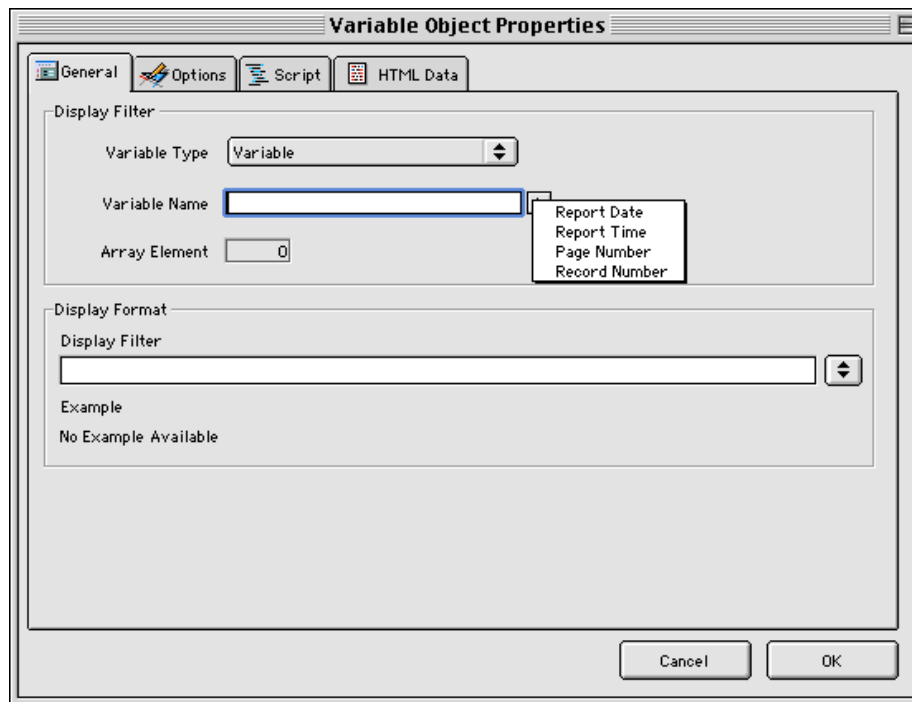 Variable Object Properties
General
Options
Script
HTML Data
Display Filter
Variable Type
Variable
Variable Name
Report Date
Report Time
Page Number
Record Number
Array Element
0
Display Format
Display Filter
Example
No Example Available
Cancel
OK